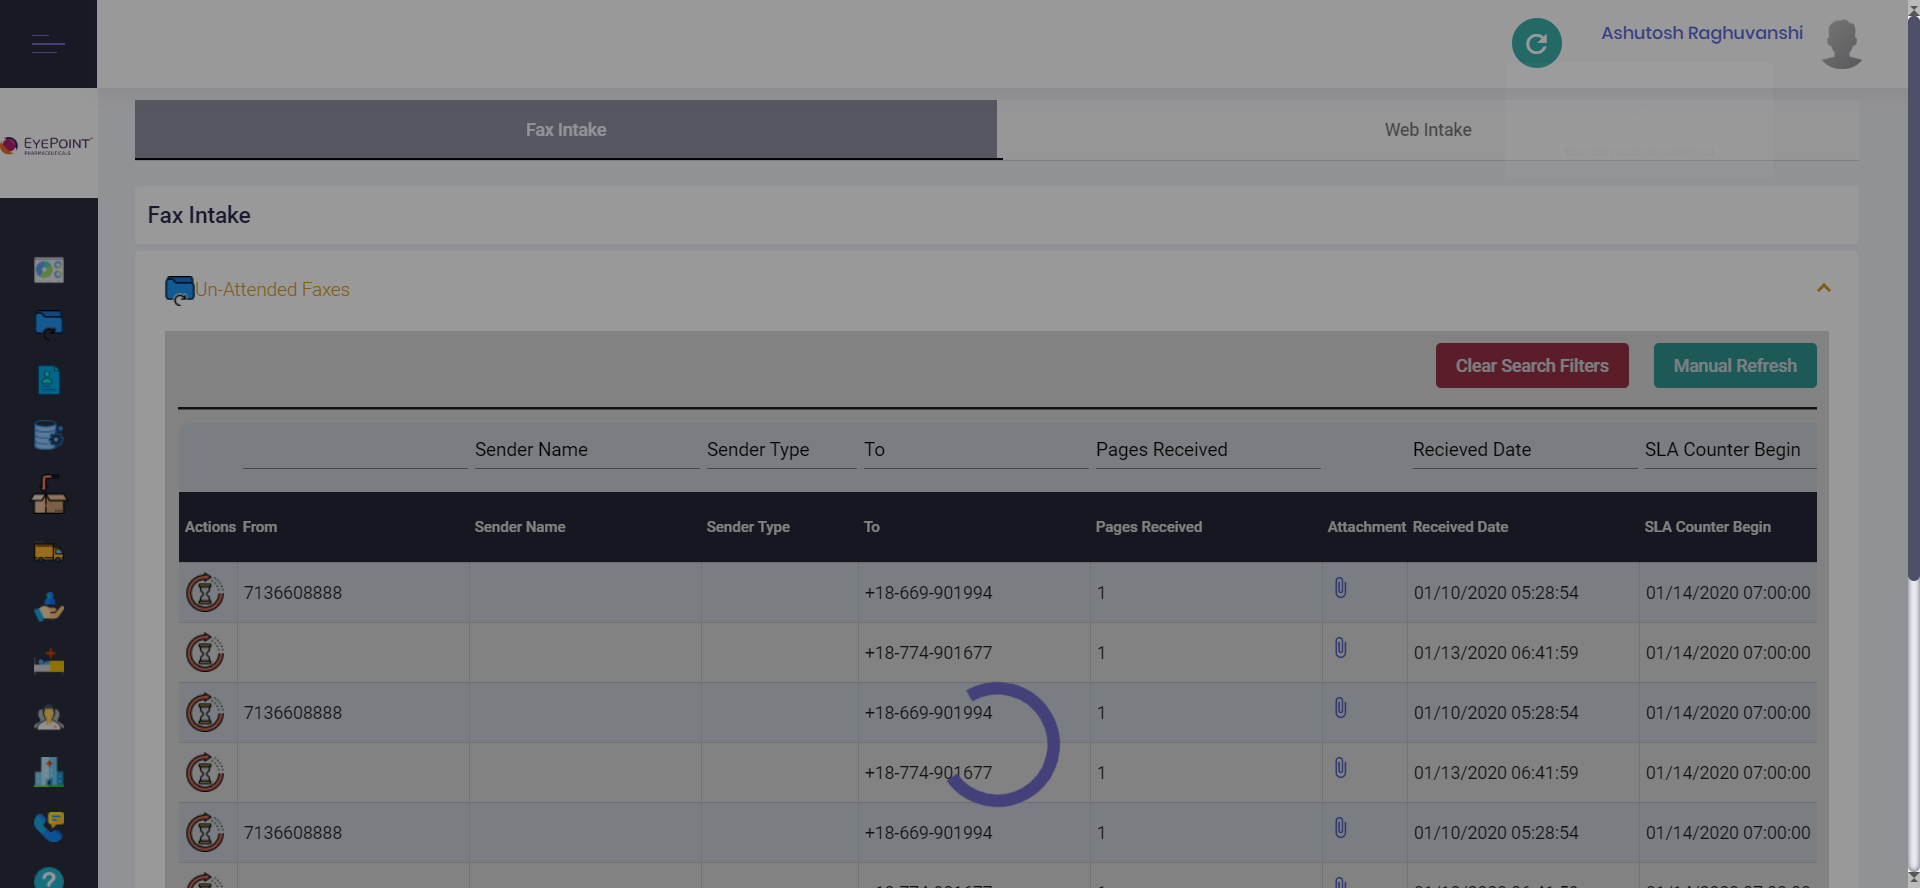 Ashutosh Raghuvanshi
Fax Intake
Web Intake
EYEPOINT
PHARMACEUTICALS
Fax Intake
Un-Attended Faxes
Clear Search Filters
Manual Refresh
Sender Name Sender Type To Pages Received Recieved Date SLA Counter Begin
Actions From Sender Name Sender Type To Pages Received Attachment Received Date SLA Counter Begin
7136608888 +18-669-901994 1 01/10/2020 05:28:54 01/14/2020 07:00:00
+18-774-901677 1 01/13/2020 06:41:59 01/14/2020 07:00:00
7136608888 +18-669-901994 1 01/10/2020 05:28:54 01/14/2020 07:00:00
+18-774-901677 1 01/13/2020 06:41:59 01/14/2020 07:00:00
7136608888 +18-669-901994 1 01/10/2020 05:28:54 01/14/2020 07:00:00